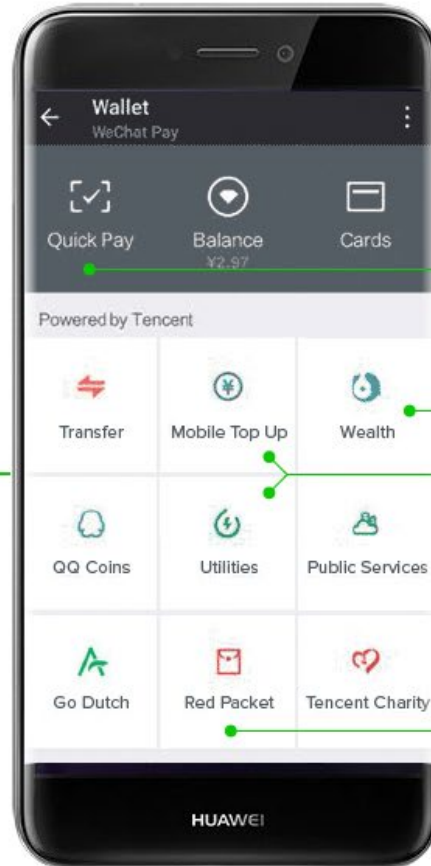 Wallet
WeChat Pay
Quick Pay Balance Cards
¥2.97
Powered by Tencent
Transfer Mobile Top Up Wealth
QQ Coins Utilities Public Services
Go Dutch Red Packet Tencent Charity
HUAWEI